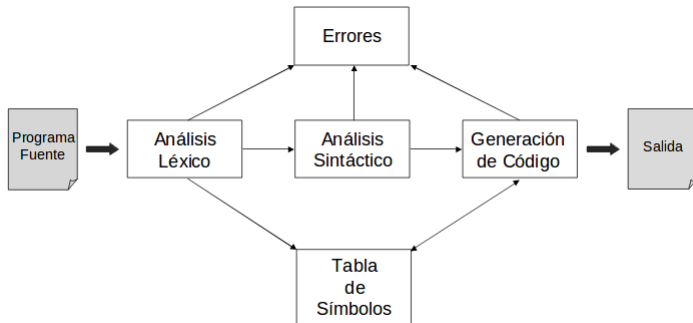 Errores
Programa
Fuente
Análisis
Léxico
Análisis
Sintáctico
Generación
de Código
Salida
Tabla
de
Símbolos